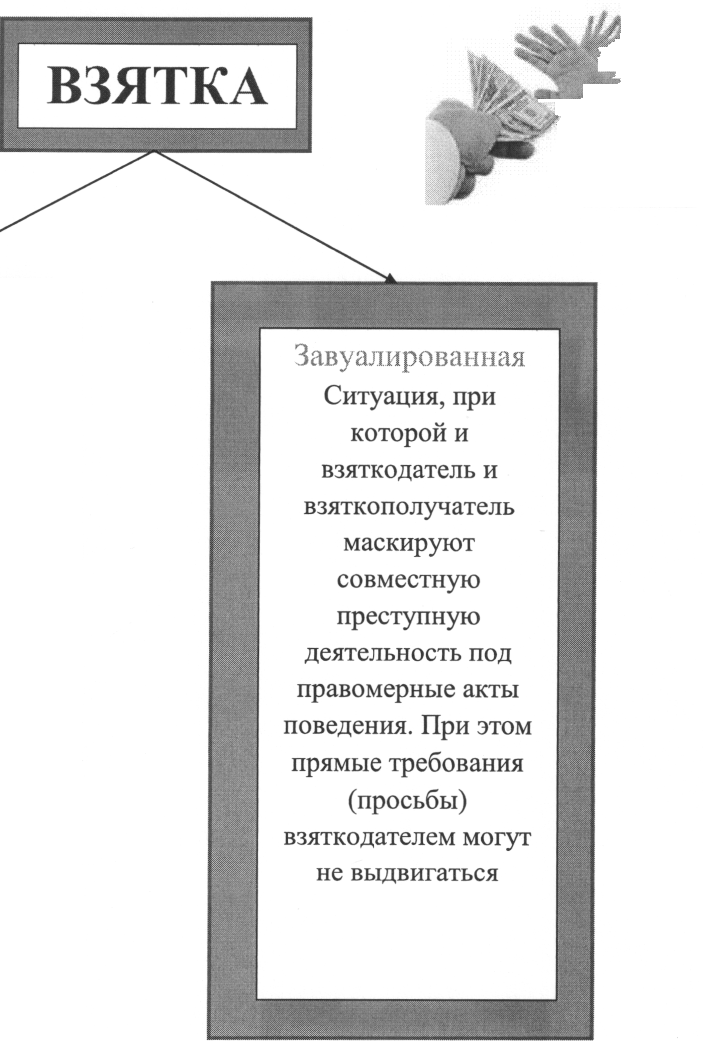 ВЗЯТКА
Завуалированная
Ситуация, при
которой и
взяткодатель и
взяткополучатель
маскируют
совместную
преступную
деятельность под
правомерные акты
поведения. При этом
прямые требования
(просьбы)
взяткодателем могут
не выдвигаться